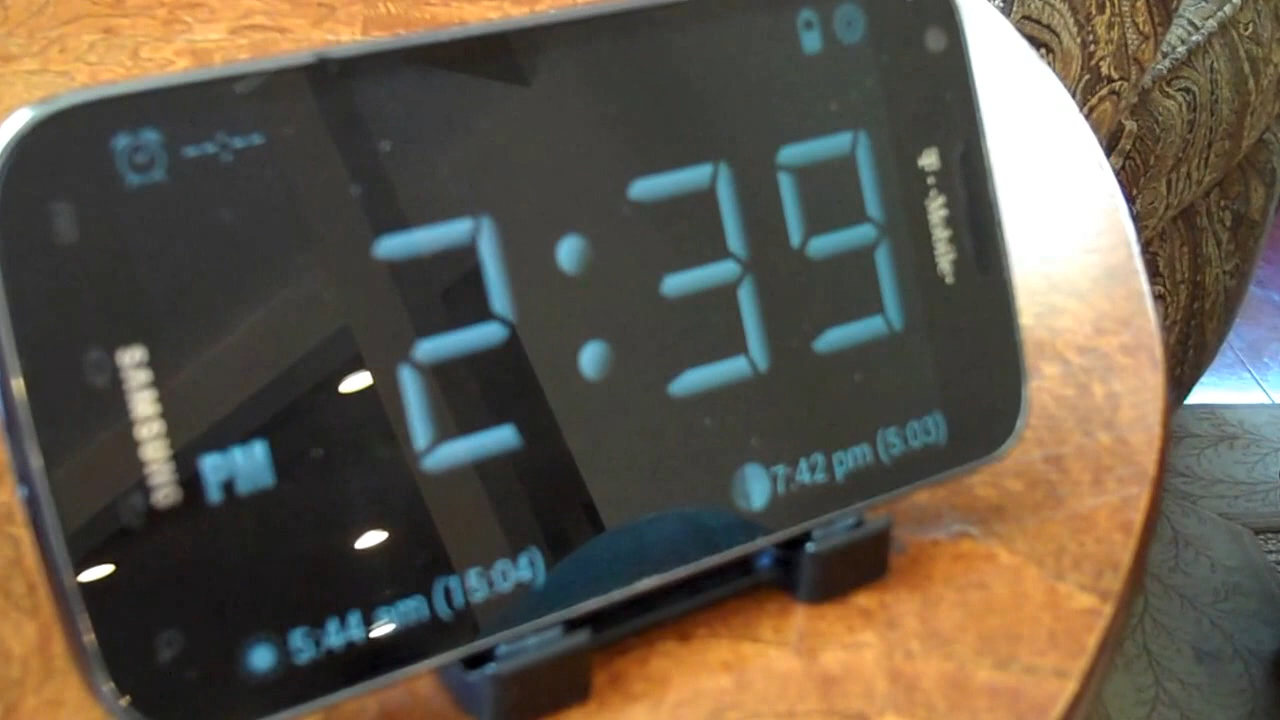 --:--
T··Mobile·
2:39
SAMSUNG
PM
7:42 pm (5:03)
5:44 am (15:04)